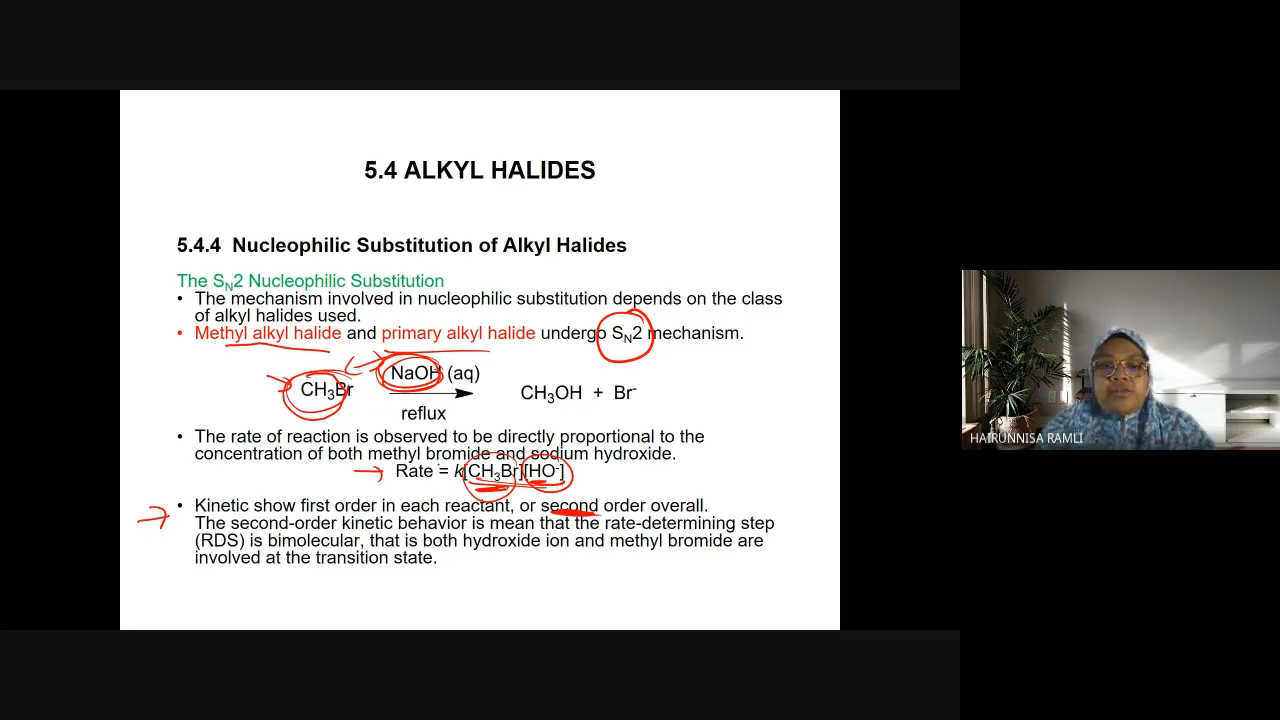 5.4 ALKYL HALIDES
5.4.4 Nucleophilic Substitution of Alkyl Halides
The SN2 Nucleophilic Substitution
• The mechanism involved in nucleophilic substitution depends on the class
of alkyl halides used.
• Methyl alkyl halide and primary alkyl halide undergo SN2 mechanism.
NaOH (aq)
CH3Br
CH3OH + Br-
reflux
• The rate of reaction is observed to be directly proportional to the
concentration of both methyl bromide and sodium hydroxide.
Rate = k[CH3Br][HO-]
• Kinetic show first order in each reactant, or second order overall.
The second-order kinetic behavior is mean that the rate-determining step
(RDS) is bimolecular, that is both hydroxide ion and methyl bromide are
involved at the transition state.
HAIRUNNISA RAMLI